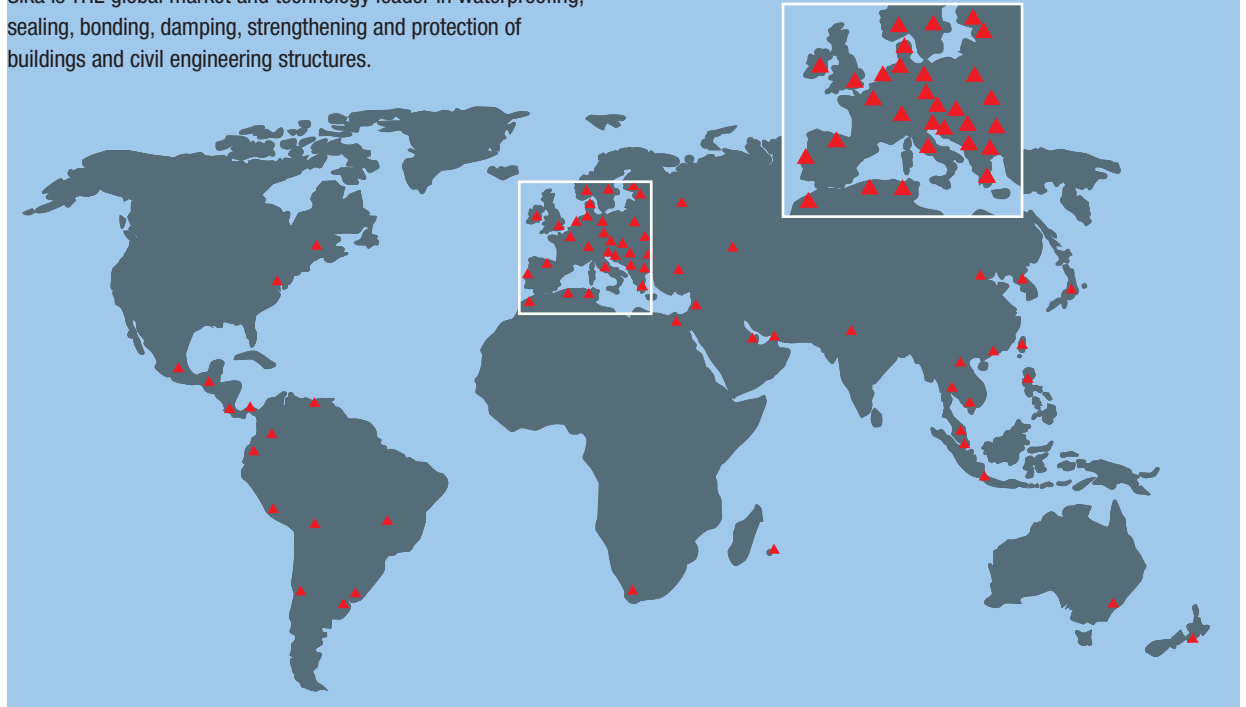 Sika is THE global market and technology leader in waterproofing,
sealing, bonding, damping, strengthening and protection of
buildings and civil engineering structures.